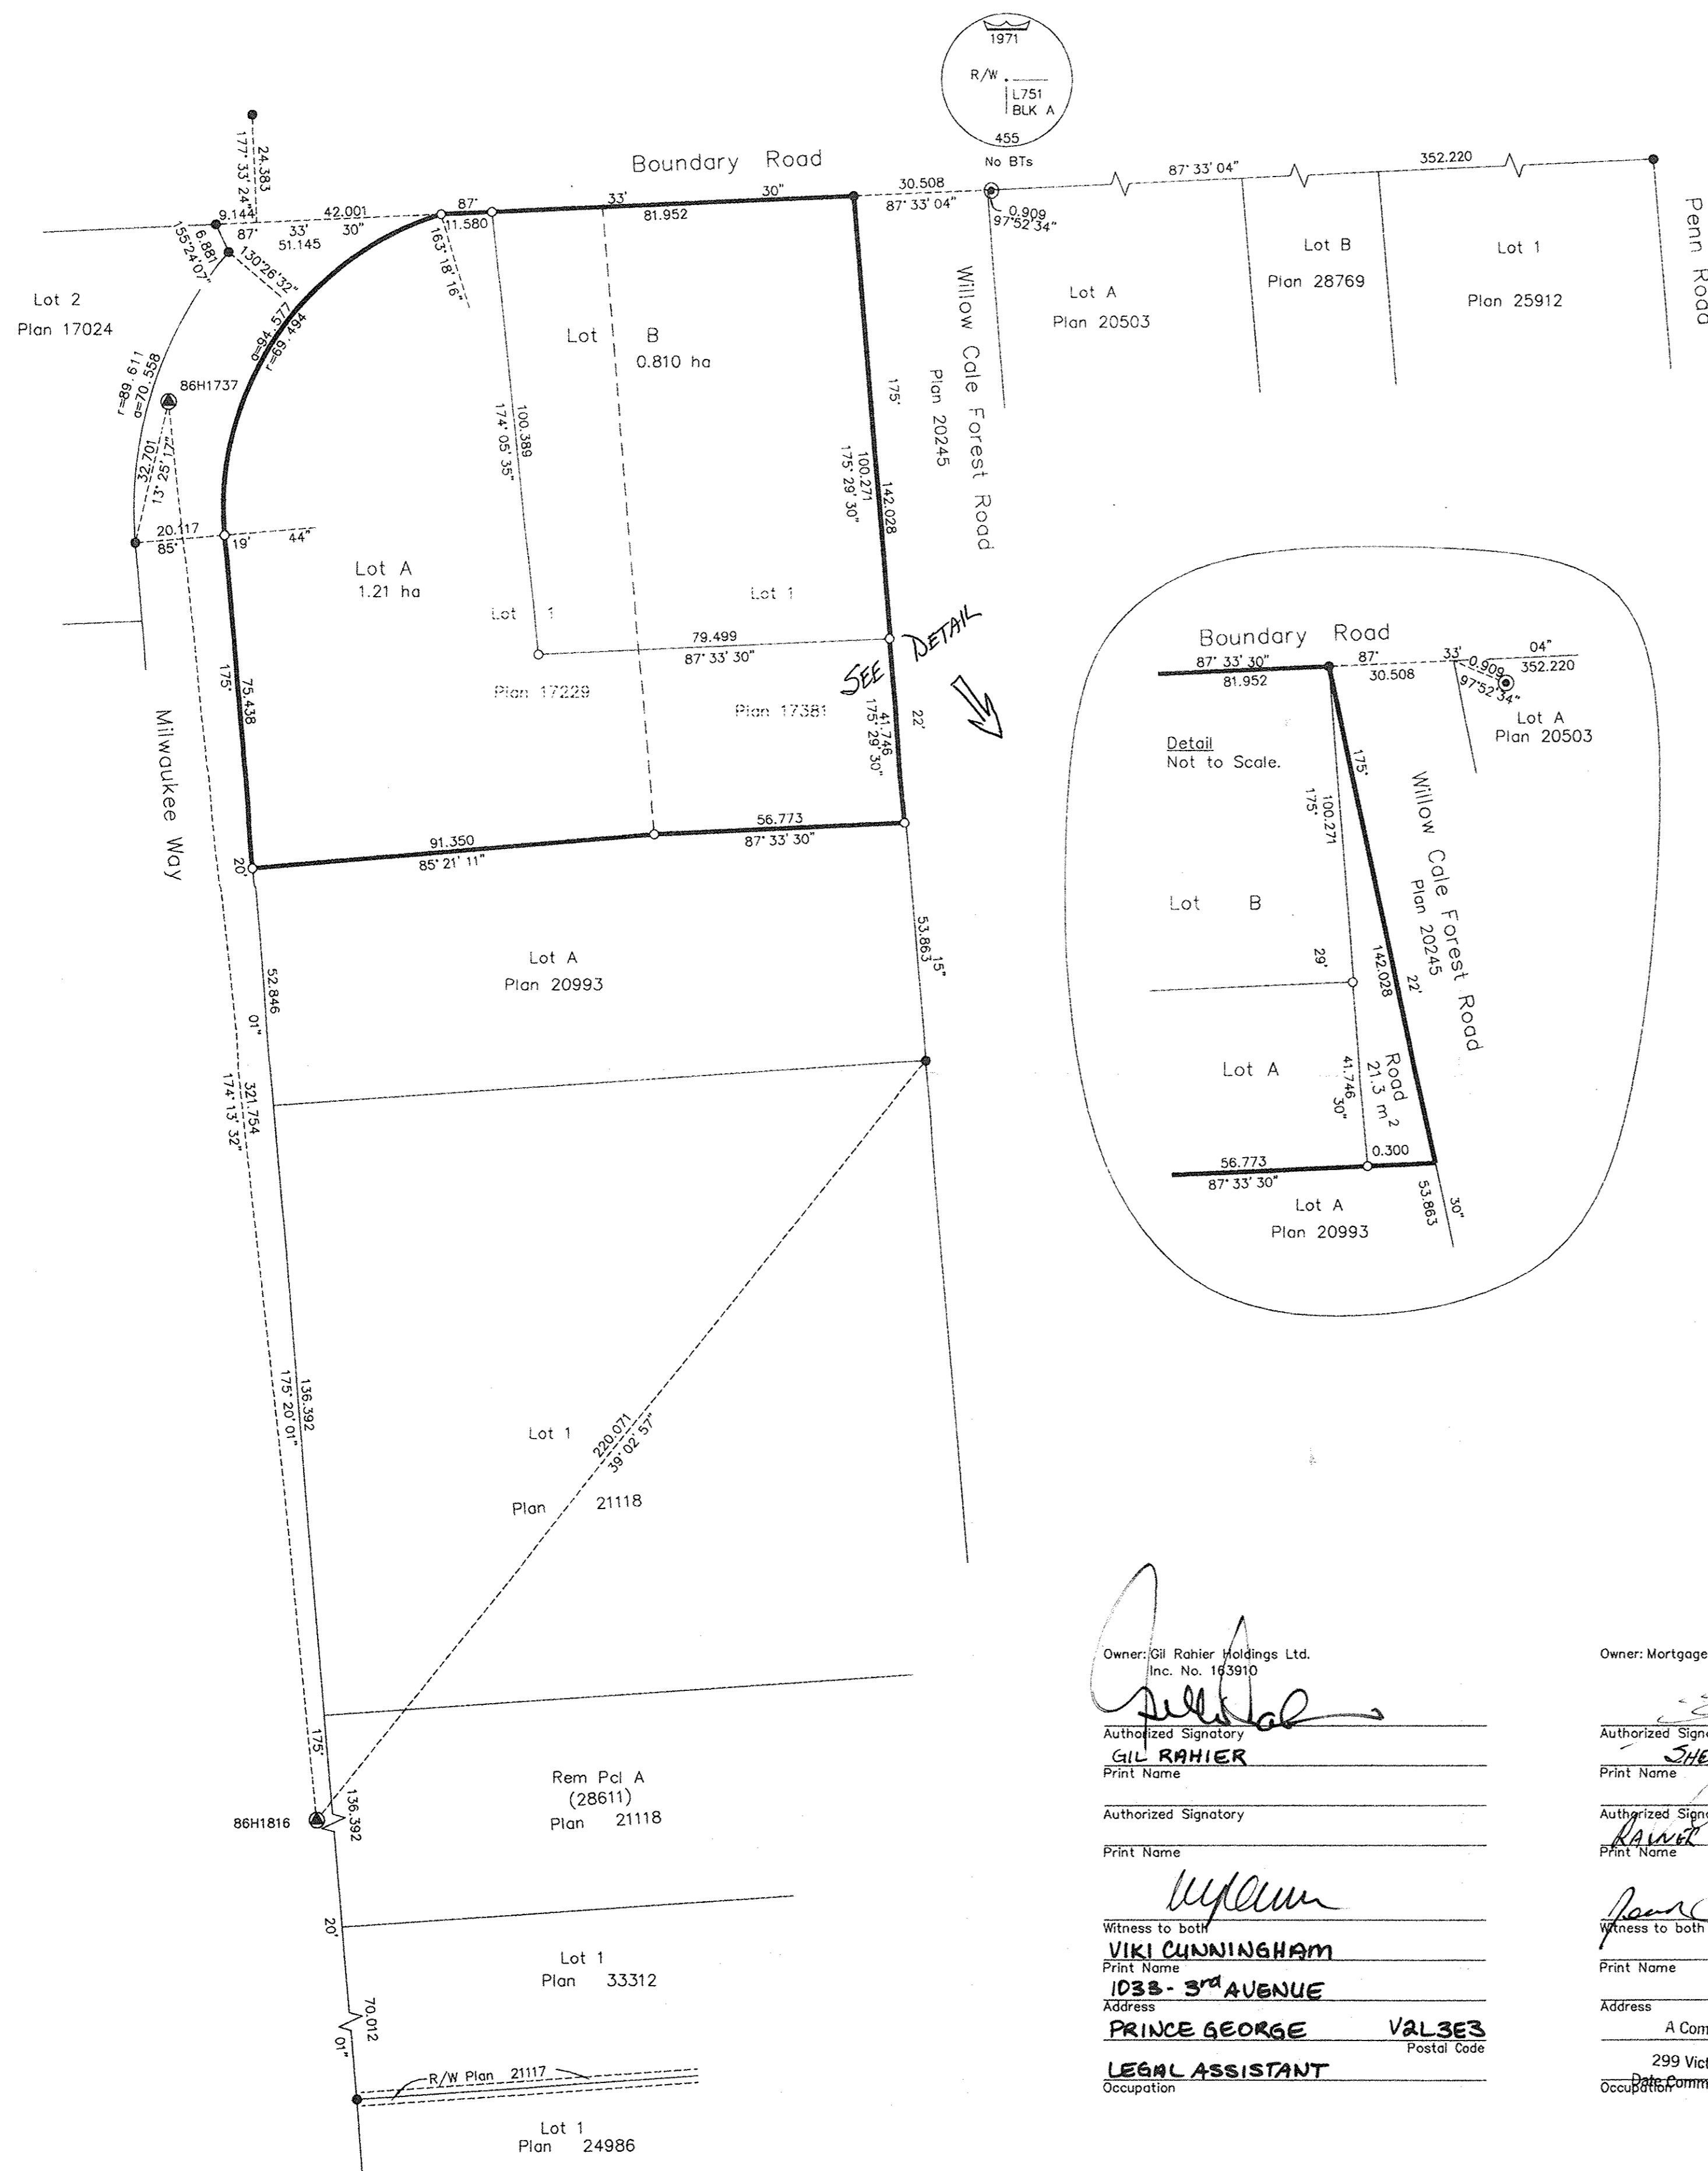 1971
R/W
L751
BLK A
455
No BTs
Boundary Road
30.508
87° 33' 04"
0.909
97°52'34"
87° 33' 04"
352.220
Penn Road
24.383
177° 33' 24"
9.144
42.001
87' 33' 30"
51.145
6.881
155°24'07"
130°26'32"
87' 33' 30"
11.580
81.952
163° 18' 16"
Lot 2
Plan 17024
a=94.577
r=69.494
r=89.611
a=70.558
86H1737
32.701
13° 25' 17"
20.117
85' 19' 44"
Lot B
0.810 ha
100.389
174° 05' 35"
175'
100.271
175° 29' 30"
142.028
22'
Willow Cale Forest Road
Plan 20245
Lot A
Plan 20503
Lot B
Plan 28769
Lot 1
Plan 25912
Lot A
1.21 ha
Lot 1
Plan 17229
Lot 1
Plan 17381
79.499
87° 33' 30"
SEE DETAIL
41.746
175° 29' 30"
175'
75.438
Milwaukee Way
20'
91.350
85° 21' 11"
56.773
87° 33' 30"
Lot A
Plan 20993
53.863
15"
52.846
01"
321.754
174° 13' 32"
136.392
175° 20' 01"
Lot 1
Plan 21118
220.071
39° 02' 57"
175'
86H1816
136.392
Rem Pcl A
(28611)
Plan 21118
20'
Lot 1
Plan 33312
70.012
01"
R/W Plan 21117
Lot 1
Plan 24986
Boundary Road
87° 33' 30"
81.952
87' 33' 04"
30.508
352.220
0.909
97°52'34"
Lot A
Plan 20503
Detail
Not to Scale.
175'
100.271
175°
Willow Cale Forest Road
Plan 20245
Lot B
29'
142.028
22'
Lot A
41.746
30"
Road
21.3 m2
0.300
56.773
87° 33' 30"
53.863
30"
Lot A
Plan 20993
Owner: Gil Rahier Holdings Ltd.
Inc. No. 163910
Authorized Signatory
GIL RAHIER
Print Name
Authorized Signatory
Print Name
Witness to both
VIKI CUNNINGHAM
Print Name
1033 - 3rd AVENUE
Address
PRINCE GEORGE V2L3E3
Postal Code
LEGAL ASSISTANT
Occupation
Owner: Mortgage
Authorized Signa
SHE
Print Name
Authorized Signa
RAINER
Print Name
Witness to both
Print Name
Address
A Com
299 Vict
Date Comm
Occupation